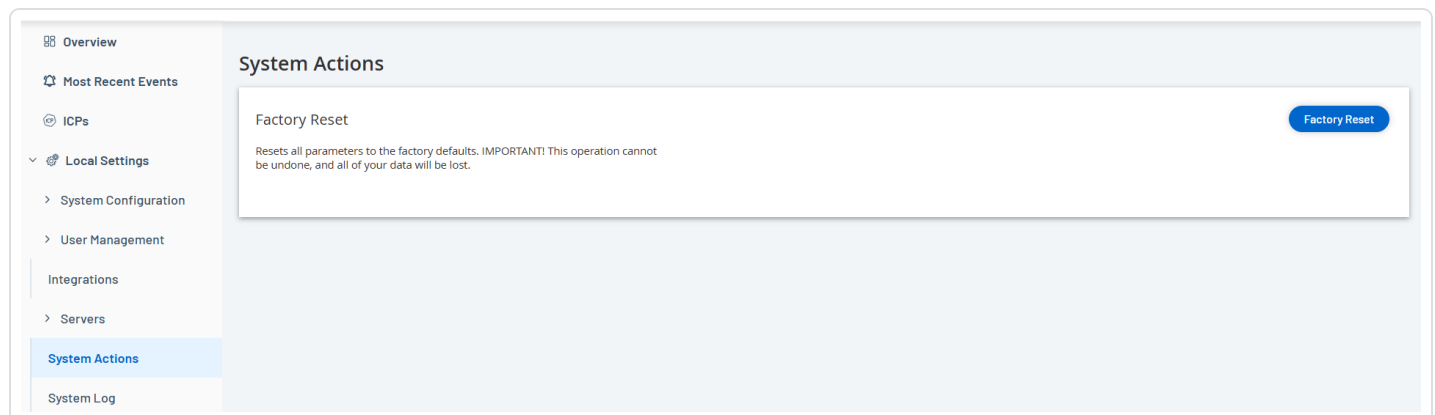 Overview
Most Recent Events
ICPs
Local Settings
System Configuration
User Management
Integrations
Servers
System Actions
System Log
System Actions
Factory Reset
Factory Reset
Resets all parameters to the factory defaults. IMPORTANT! This operation cannot
be undone, and all of your data will be lost.